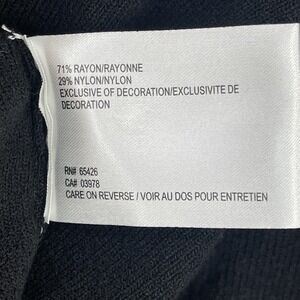 71% RAYON/RAYONNE
29% NYLON/NYLON
EXCLUSIVE OF DECORATION/EXCLUSIVITE DE
DECORATION
RN# 65426
CA# 03978
CARE ON REVERSE / VOIR AU DOS POUR ENTRETIEN